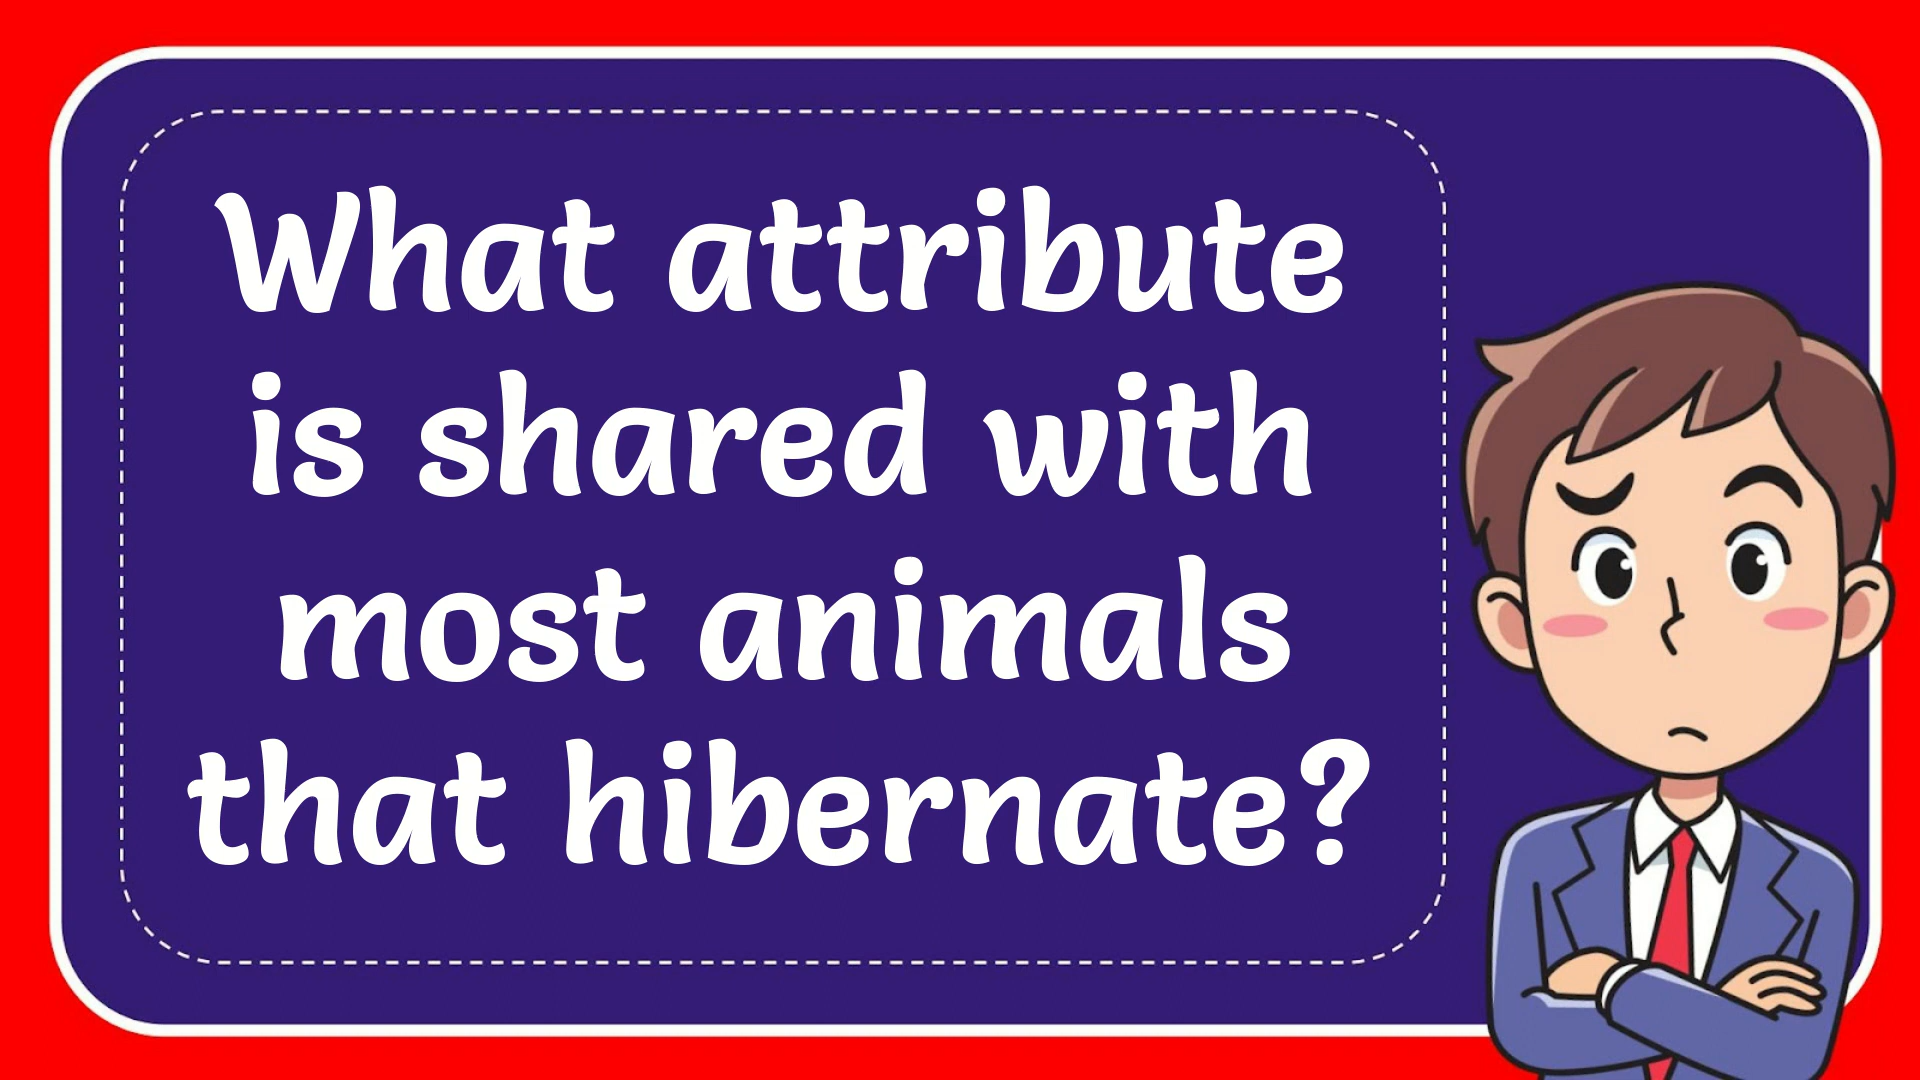 What attribute
is shared with
most animals
that hibernate?